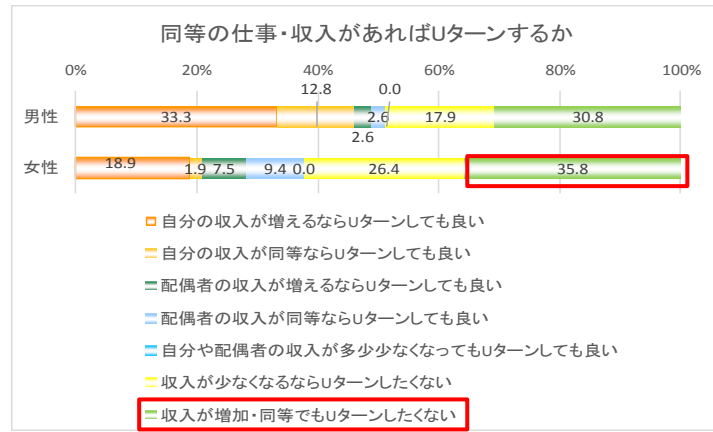 同等の仕事・収入があればUターンするか
0% 20% 40% 60% 80% 100%
12.8 0.0
男性 33.3 2.6 17.9 30.8
2.6
女性 18.9 1.9 7.5 9.4 0.0 26.4 35.8
自分の収入が増えるならUターンしても良い
自分の収入が同等ならUターンしても良い
配偶者の収入が増えるならUターンしても良い
配偶者の収入が同等ならUターンしても良い
自分や配偶者の収入が多少少なくなってもUターンしても良い
収入が少なくなるならUターンしたくない
収入が増加・同等でもUターンしたくない